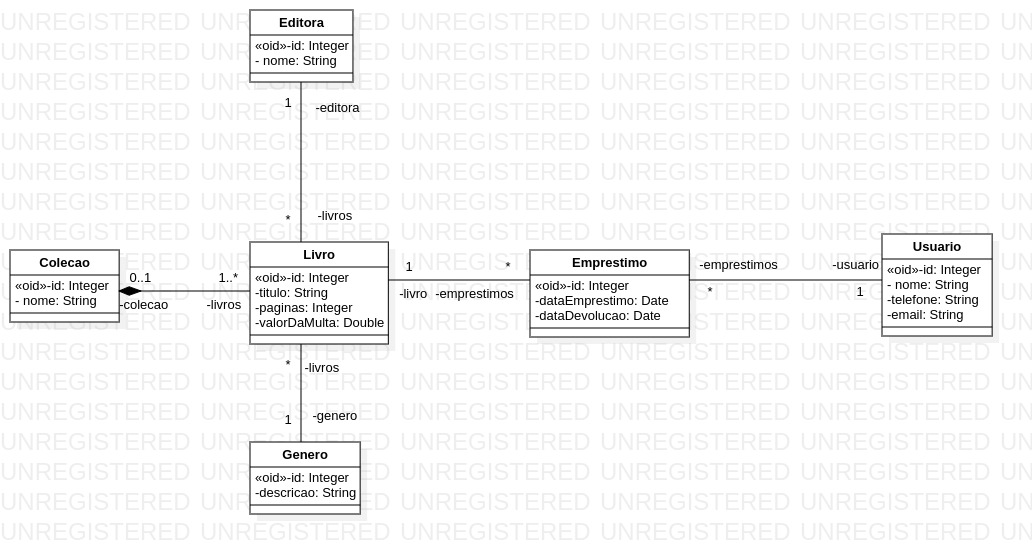 Editora
«oid»-id: Integer
- nome: String
1
-editora
*
-livros
Colecao
«oid»-id: Integer
- nome: String
0..1
-colecao
1..*
-livros
Livro
«oid»-id: Integer
-titulo: String
-paginas: Integer
-valorDaMulta: Double
1
-livro
*
-emprestimos
Emprestimo
«oid»-id: Integer
-dataEmprestimo: Date
-dataDevolucao: Date
-emprestimos
*
-usuario
1
Usuario
«oid»-id: Integer
- nome: String
-telefone: String
-email: String
*
-livros
1
-genero
Genero
«oid»-id: Integer
-descricao: String
UNREGISTERED